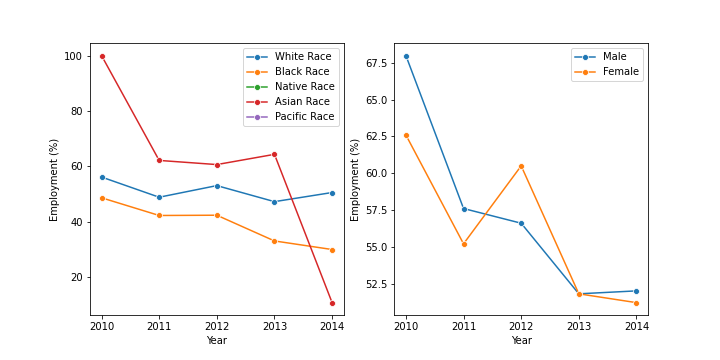 100
80
60
40
20
Employment (%)
2010 2011 2012 2013 2014
Year
White Race
Black Race
Native Race
Asian Race
Pacific Race
67.5
65.0
62.5
60.0
57.5
55.0
52.5
Employment (%)
2010 2011 2012 2013 2014
Year
Male
Female